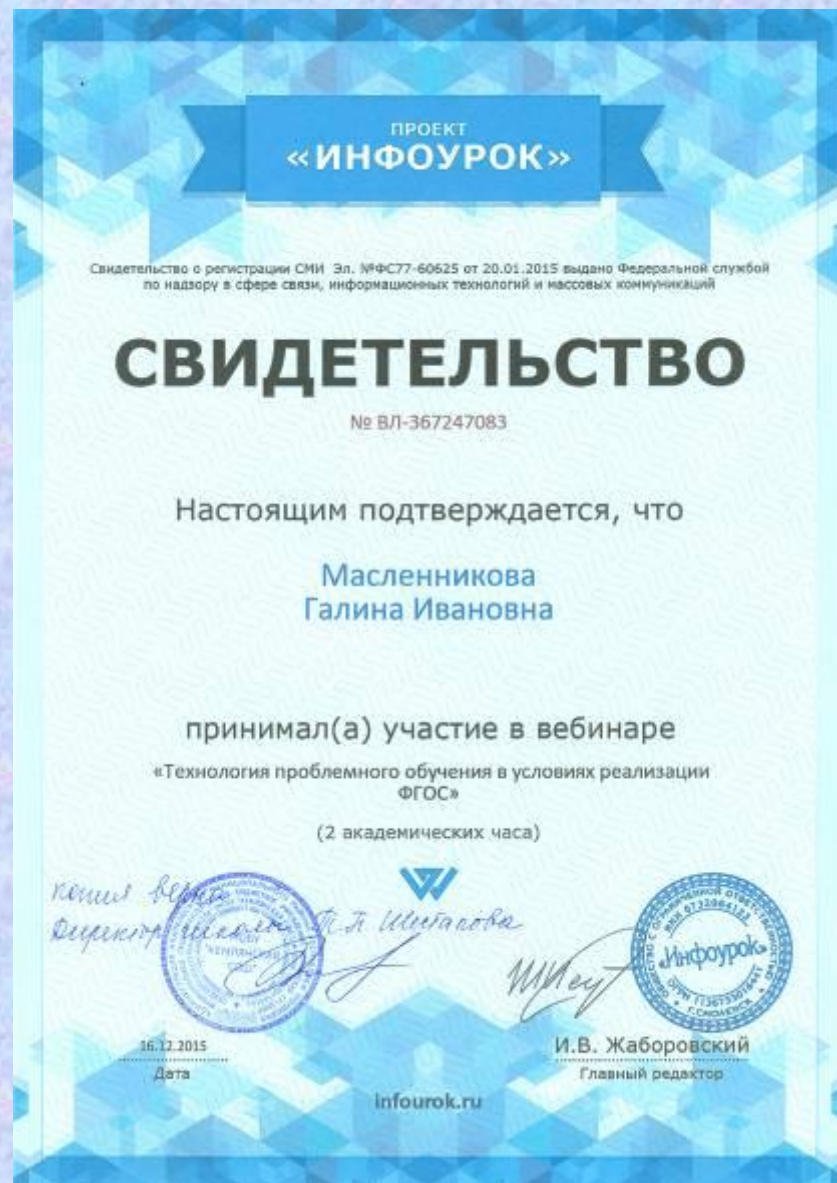 ПРОЕКТ
«ИНФОУРОК»
Свидетельство о регистрации СМИ Эл. №ФС77-60625 от 20.01.2015 выдано Федеральной службой
по надзору в сфере связи, информационных технологий и массовых коммуникаций
СВИДЕТЕЛЬСТВО
№ ВЛ-367247083
Настоящим подтверждается, что
Масленникова
Галина Ивановна
принимал(а) участие в вебинаре
«Технология проблемного обучения в условиях реализации
ФГОС»
(2 академических часа)
копия верна
Директор школы Т.П. Шестакова
«Инфоурок»
г. СМОЛЕНСК
16.12.2015
Дата
И.В. Жаборовский
Главный редактор
infourok.ru